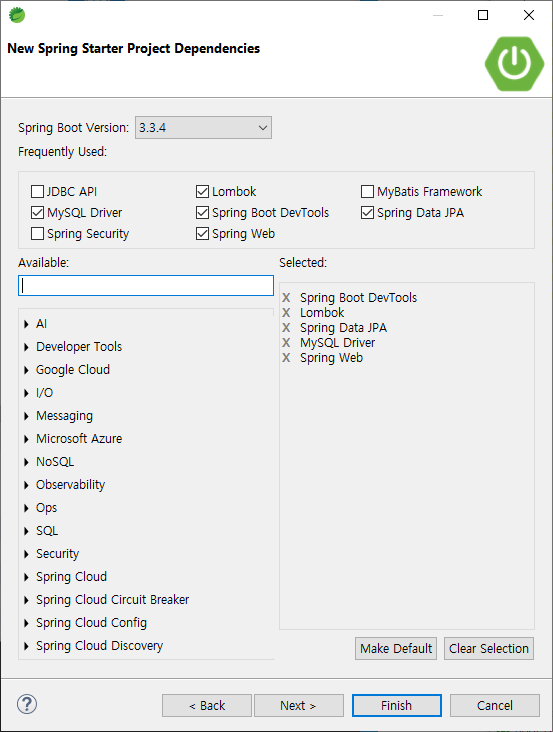 New Spring Starter Project Dependencies
Spring Boot Version: 3.3.4
Frequently Used:
JDBC API Lombok MyBatis Framework
MySQL Driver Spring Boot DevTools Spring Data JPA
Spring Security Spring Web
Available: Selected:
X Spring Boot DevTools
X Lombok
X Spring Data JPA
X MySQL Driver
X Spring Web
AI
Developer Tools
Google Cloud
I/O
Messaging
Microsoft Azure
NoSQL
Observability
Ops
SQL
Security
Spring Cloud
Spring Cloud Circuit Breaker
Spring Cloud Config
Spring Cloud Discovery
Make Default Clear Selection
? < Back Next > Finish Cancel